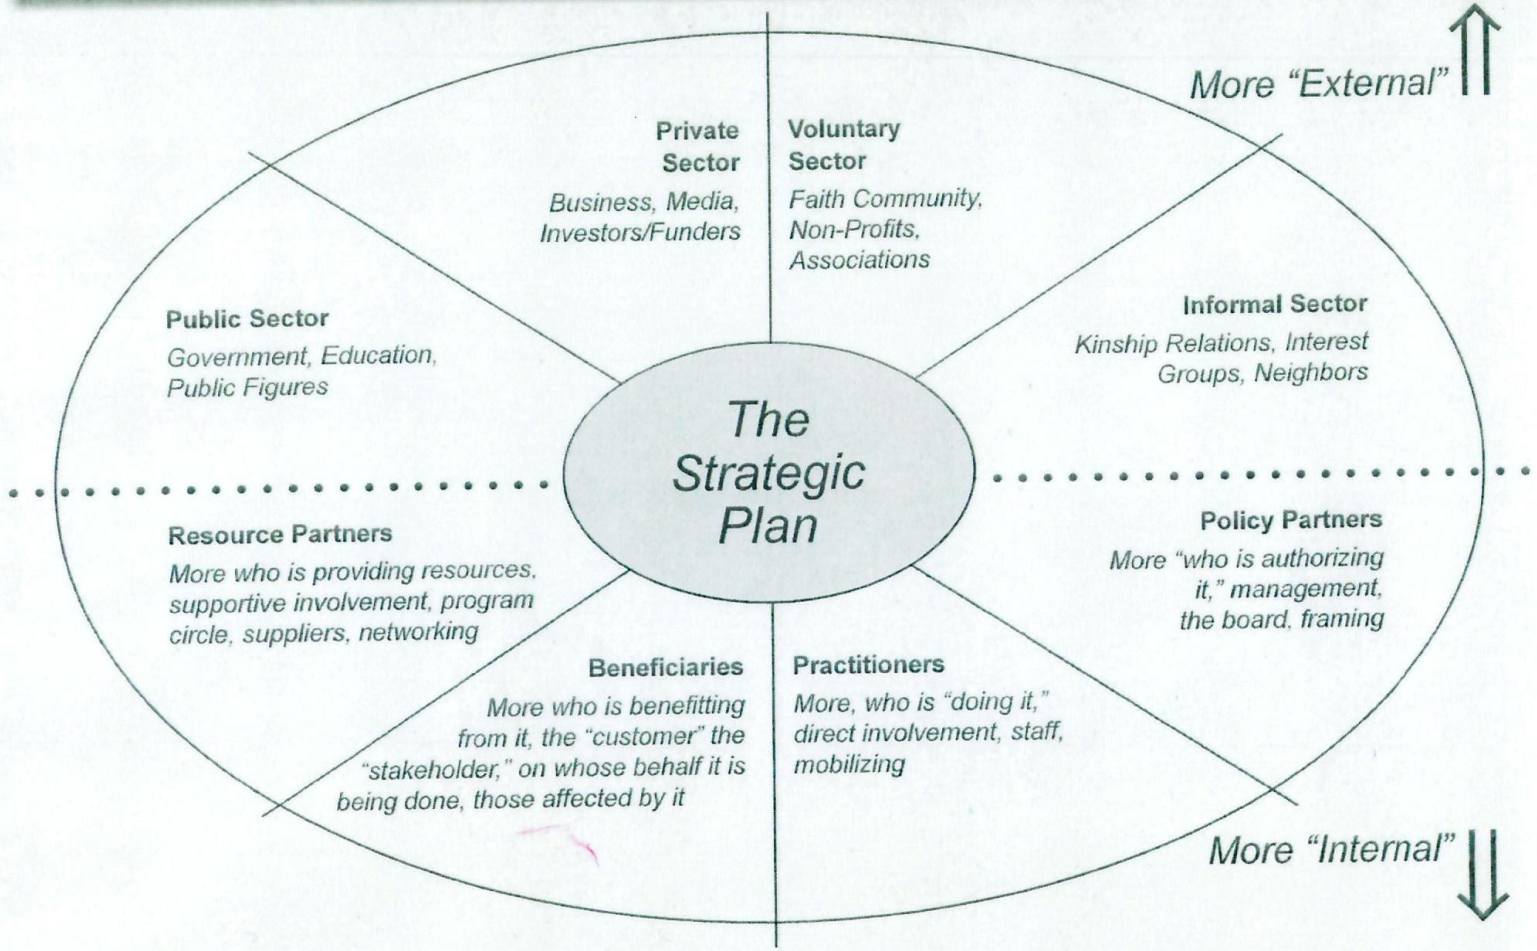 More “External”
Private
Sector
Business, Media,
Investors/Funders
Voluntary
Sector
Faith Community,
Non-Profits,
Associations
Public Sector
Government, Education,
Public Figures
Informal Sector
Kinship Relations, Interest
Groups, Neighbors
The
Strategic
Plan
Resource Partners
More who is providing resources,
supportive involvement, program
circle, suppliers, networking
Policy Partners
More “who is authorizing
it,” management,
the board, framing
Beneficiaries
More who is benefitting
from it, the “customer” the
“stakeholder,” on whose behalf it is
being done, those affected by it
Practitioners
More, who is “doing it,”
direct involvement, staff,
mobilizing
More “Internal”